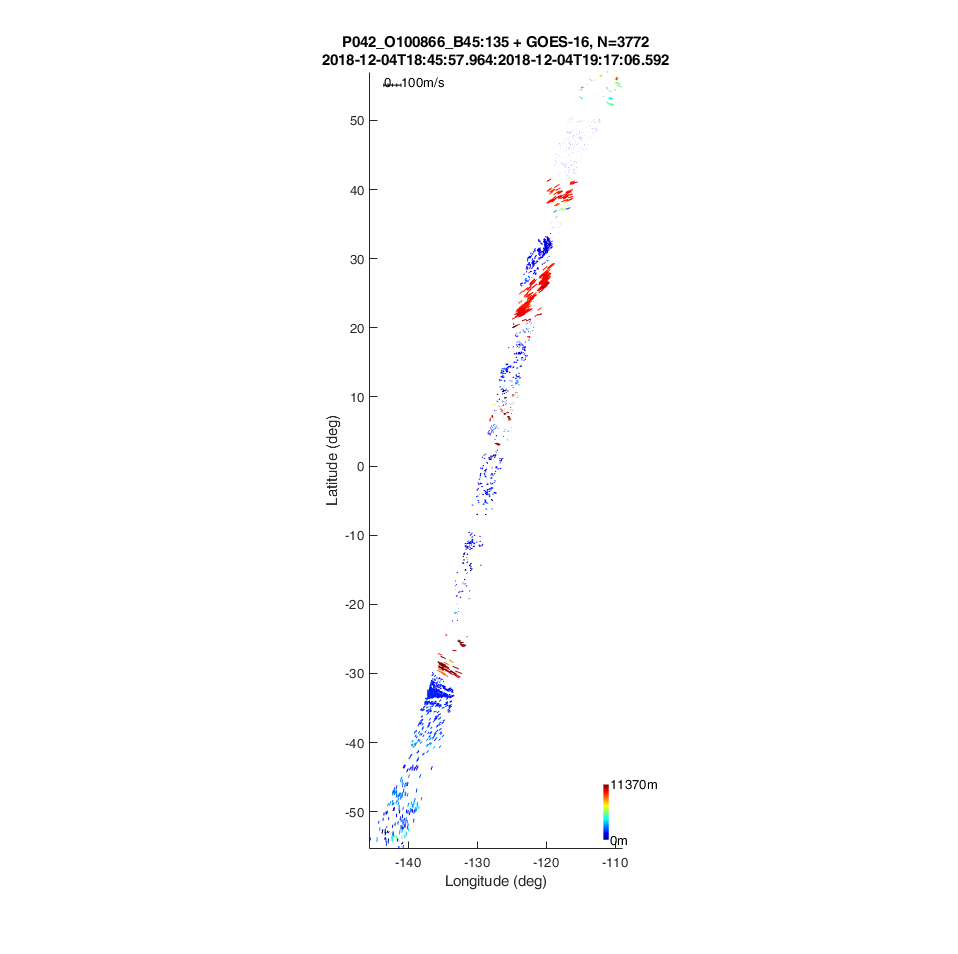 P042_O100866_B45:135 + GOES-16, N=3772
2018-12-04T18:45:57.964:2018-12-04T19:17:06.592
0 100m/s
50
40
30
20
10
0
-10
-20
-30
-40
-50
Latitude (deg)
11370m
0m
-140 -130 -120 -110
Longitude (deg)